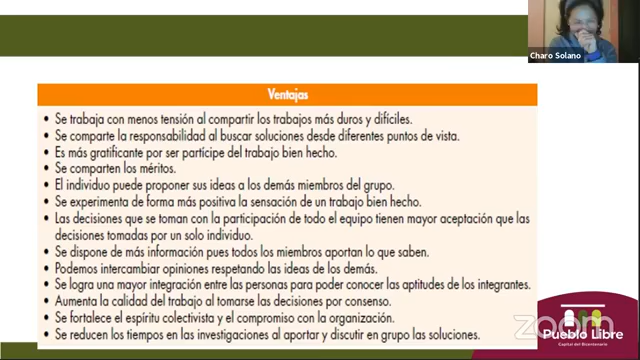 Charo Solano
Ventajas
• Se trabaja con menos tensión al compartir los trabajos más duros y difíciles.
• Se comparte la responsabilidad al buscar soluciones desde diferentes puntos de vista.
• Es más gratificante por ser partícipe del trabajo bien hecho.
• Se comparten los méritos.
• El individuo puede proponer sus ideas a los demás miembros del grupo.
• Se experimenta de forma más positiva la sensación de un trabajo bien hecho.
• Las decisiones que se toman con la participación de todo el equipo tienen mayor aceptación que las
decisiones tomadas por un solo individuo.
• Se dispone de más información pues todos los miembros aportan lo que saben.
• Podemos intercambiar opiniones respetando las ideas de los demás.
• Se logra una mayor integración entre las personas para poder conocer las aptitudes de los integrantes.
• Aumenta la calidad del trabajo al tomarse las decisiones por consenso.
• Se fortalece el espíritu colectivista y el compromiso con la organización.
• Se reducen los tiempos en las investigaciones al aportar y discutir en grupo las soluciones.
zoom
Pueblo Libre
Capital del Bicentenario